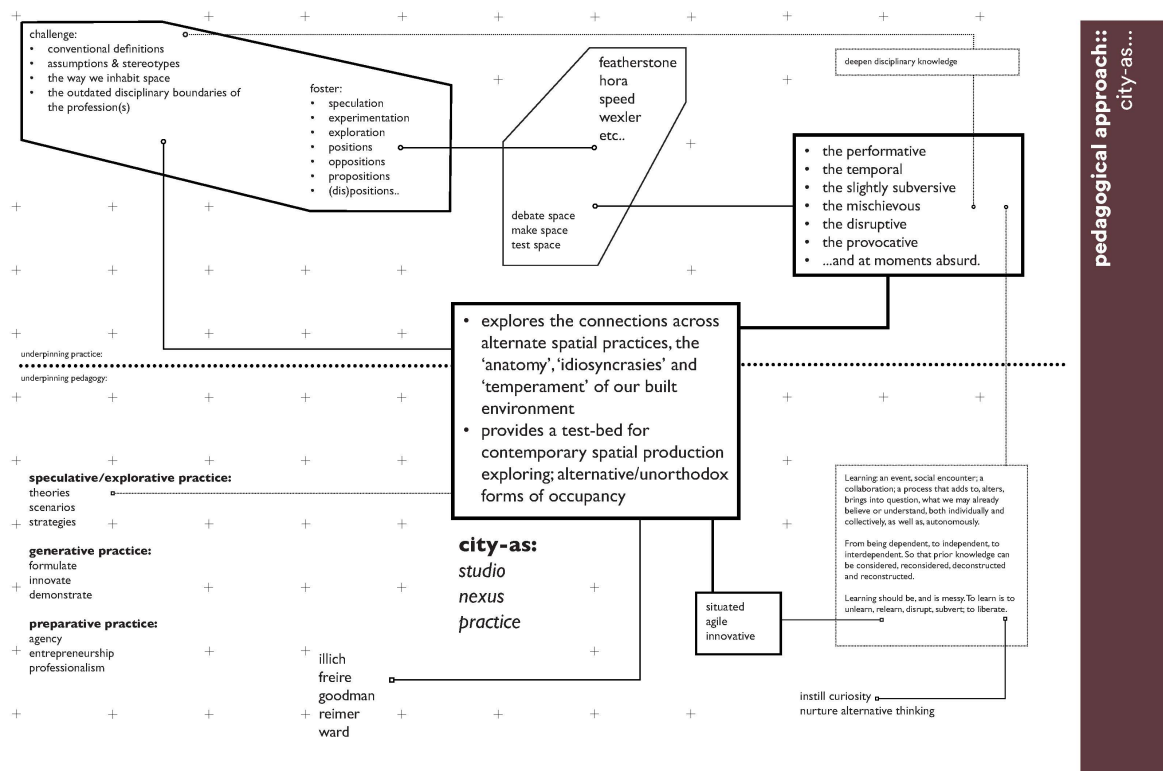 challenge:
• conventional definitions
• assumptions & stereotypes
• the way we inhabit space
• the outdated disciplinary boundaries of
the profession(s)
foster:
• speculation
• experimentation
• exploration
• positions
• oppositions
• propositions
• (dis)positions..
featherstone
hora
speed
wexler
etc..
debate space
make space
test space
deepen disciplinary knowledge
• the performative
• the temporal
• the slightly subversive
• the mischievous
• the disruptive
• the provocative
• ...and at moments absurd.
pedagogical approach::
city-as...
underpinning practice:
underpinning pedagogy:
• explores the connections across
alternate spatial practices, the
‘anatomy’, ‘idiosyncrasies’ and
‘temperament’ of our built
environment
• provides a test-bed for
contemporary spatial production
exploring; alternative/unorthodox
forms of occupancy
speculative/explorative practice:
theories
scenarios
strategies
generative practice:
formulate
innovate
demonstrate
preparative practice:
agency
entrepreneurship
professionalism
city-as:
studio
nexus
practice
illich
freire
goodman
reimer
ward
situated
agile
innovative
Learning: an event, social encounter; a
collaboration; a process that adds to, alters,
brings into question, what we may already
believe or understand, both individually and
collectively, as well as, autonomously.
From being dependent, to independent, to
interdependent. So that prior knowledge can
be considered, reconsidered, deconstructed
and reconstructed.
Learning should be, and is messy. To learn is to
unlearn, relearn, disrupt, subvert; to liberate.
instill curiosity
nurture alternative thinking